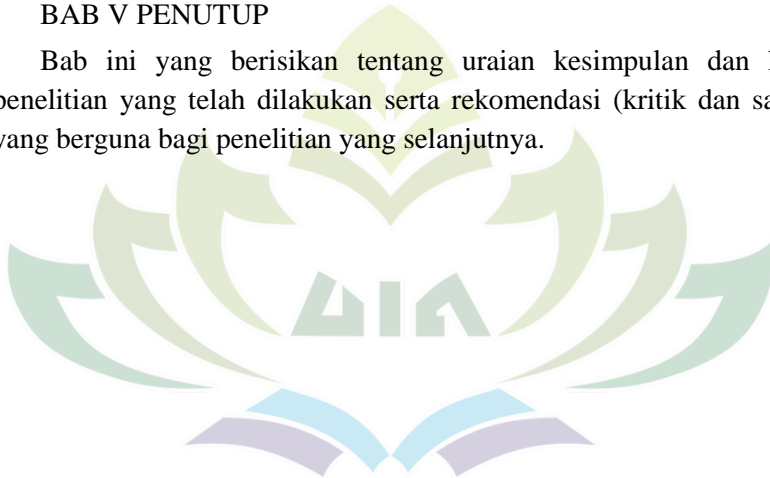 BAB V PENUTUP
Bab ini yang berisikan tentang uraian kesimpulan dan
penelitian yang telah dilakukan serta rekomendasi (kritik dan
yang berguna bagi penelitian yang selanjutnya.
UIN